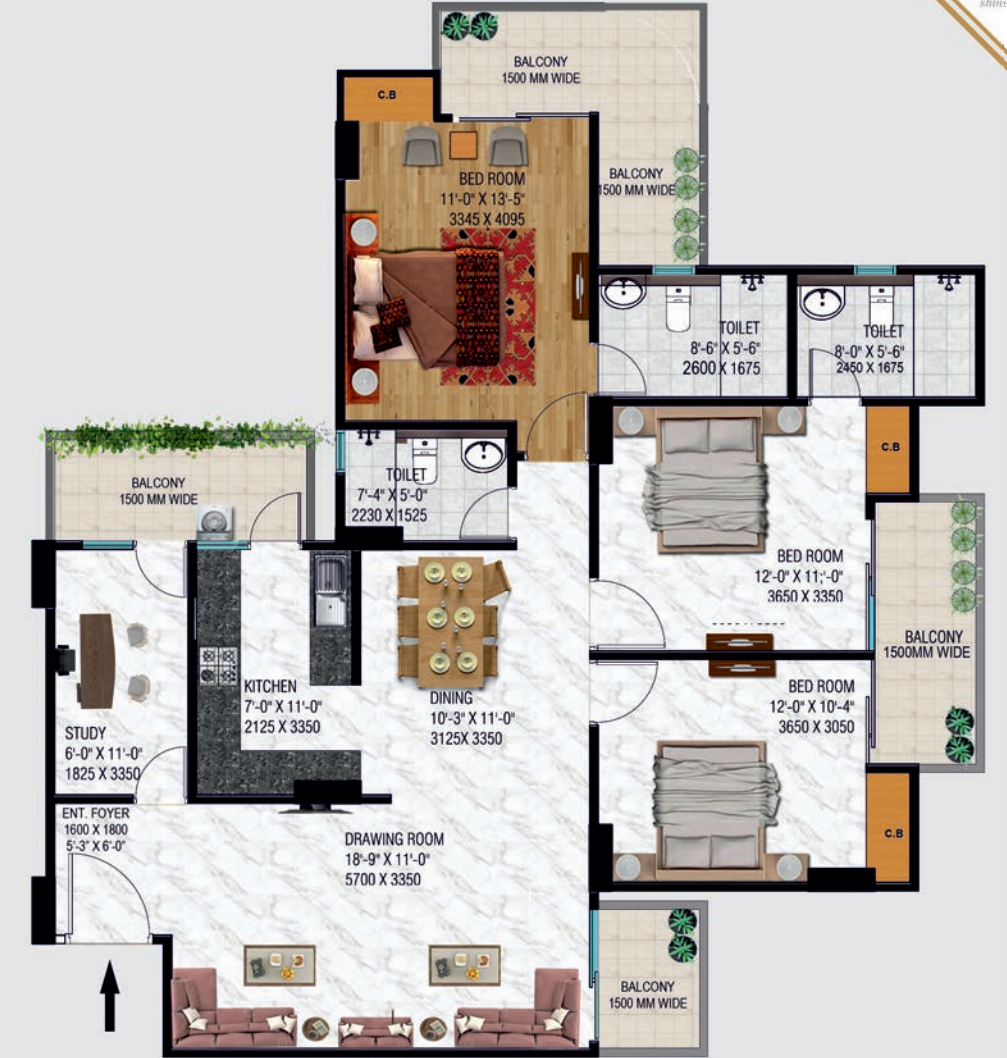 shine
BALCONY
1500 MM WIDE
C.B
BED ROOM
11'-0" X 13'-5"
3345 X 4095
BALCONY
1500 MM WIDE
TOILET
8'-6" X 5'-6"
2600 X 1675
TOILET
8'-0" X 5'-6"
2450 X 1675
C.B
BALCONY
1500 MM WIDE
TOILET
7'-4" X 5'-0"
2230 X 1525
BED ROOM
12'-0" X 11;'-0"
3650 X 3350
BALCONY
1500MM WIDE
KITCHEN
7'-0" X 11'-0"
2125 X 3350
DINING
10'-3" X 11'-0"
3125X 3350
BED ROOM
12'-0" X 10'-4"
3650 X 3050
STUDY
6'-0" X 11'-0"
1825 X 3350
ENT. FOYER
1600 X 1800
5'-3" X 6'-0"
DRAWING ROOM
18'-9" X 11'-0"
5700 X 3350
C.B
BALCONY
1500 MM WIDE